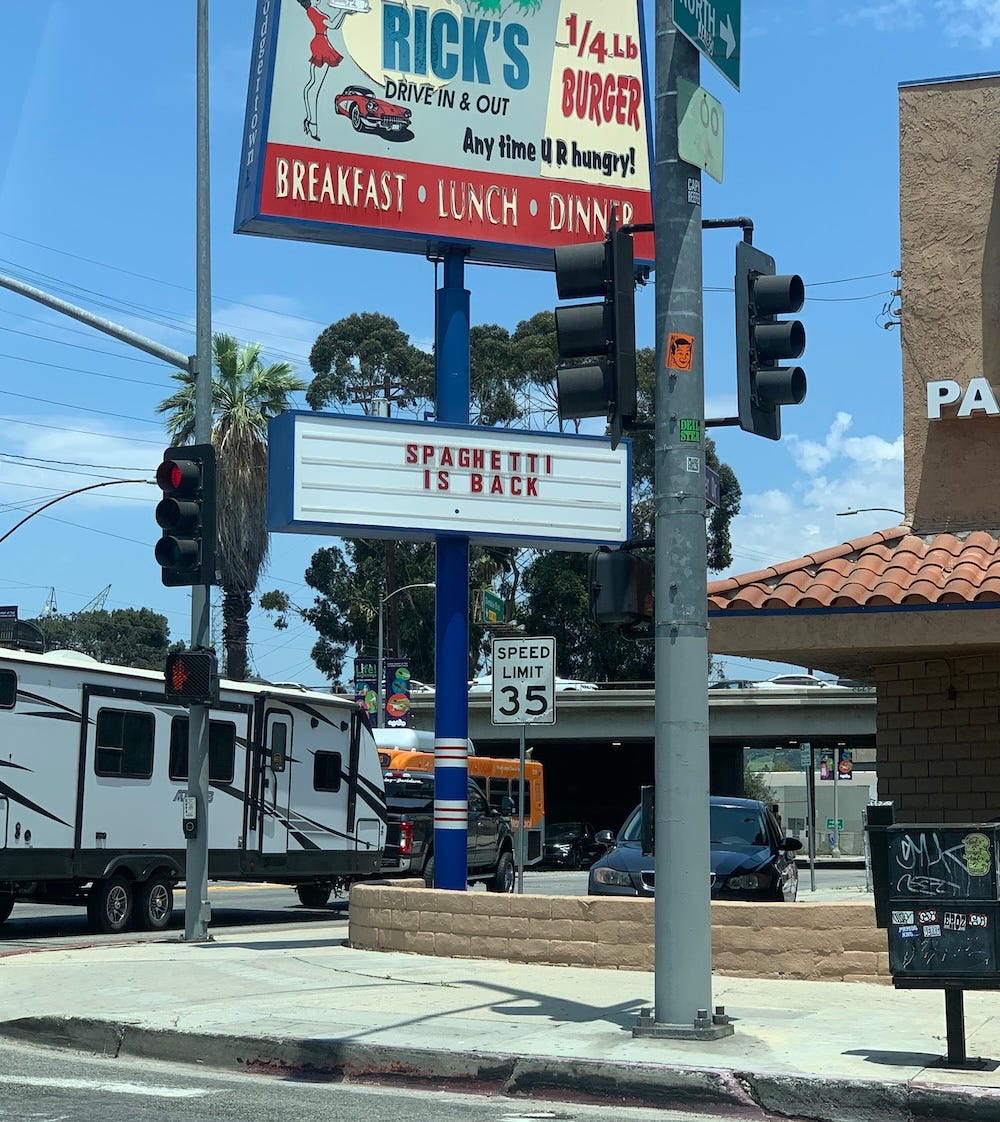 NORTH
RICK'S
DRIVE IN & OUT
1/4 Lb
BURGER
Any time U R hungry!
BREAKFAST • LUNCH • DINNER
SPAGHETTI
IS BACK
SPEED
LIMIT
35
PA